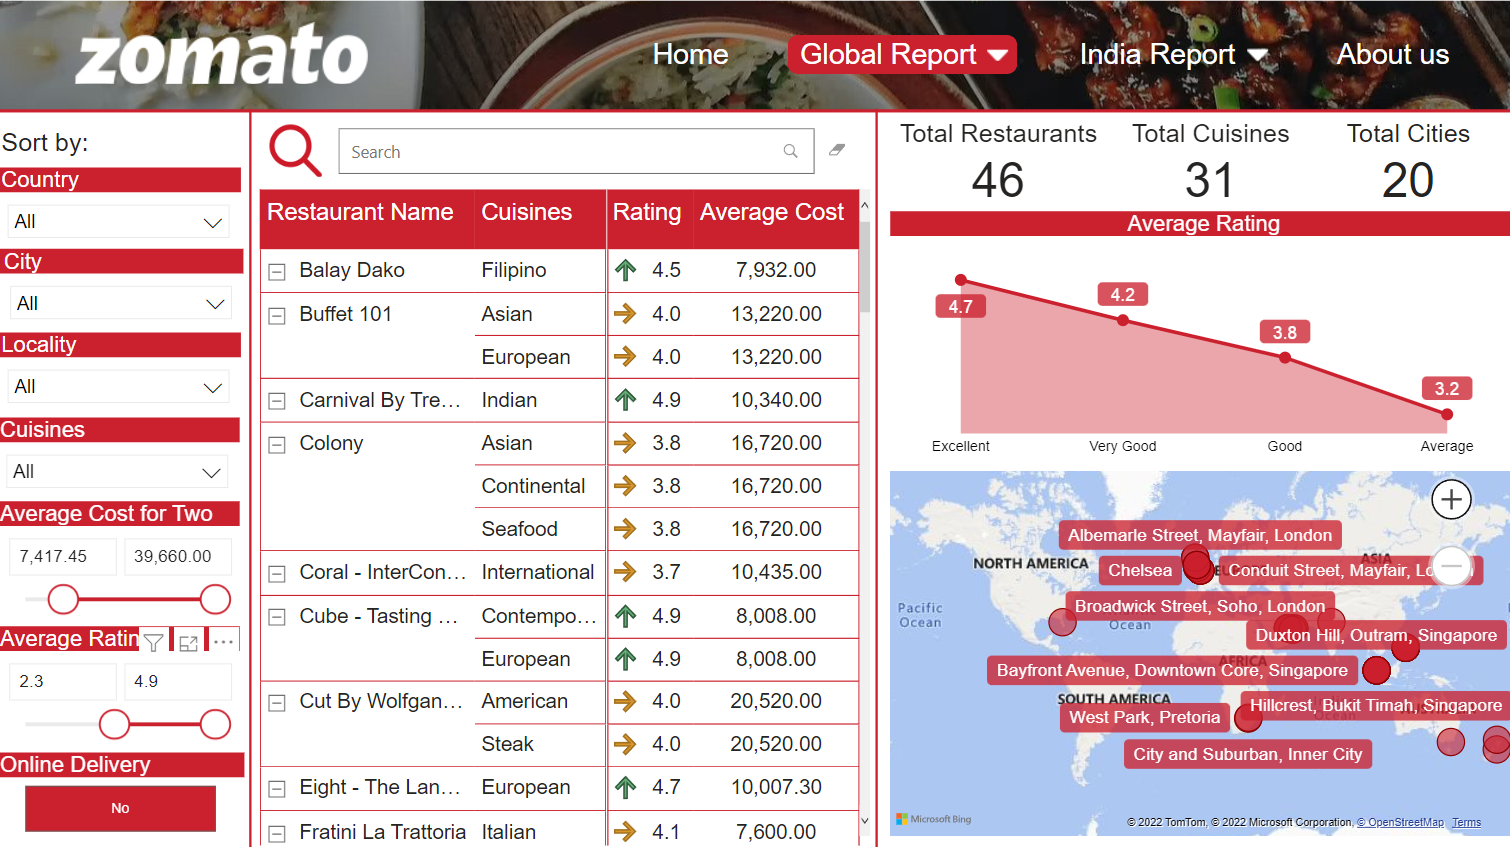 zomato
Home
Global Report
India Report
About us
Sort by:
Country
All
City
All
Locality
All
Cuisines
All
Average Cost for Two
7,417.45
39,660.00
Average Ratin
2.3
4.9
Online Delivery
No
Search
Restaurant Name Cuisines Rating Average Cost
Balay Dako Filipino 4.5 7,932.00
Buffet 101 Asian 4.0 13,220.00
European 4.0 13,220.00
Carnival By Tre... Indian 4.9 10,340.00
Colony Asian 3.8 16,720.00
Continental 3.8 16,720.00
Seafood 3.8 16,720.00
Coral - InterCon... International 3.7 10,435.00
Cube - Tasting ... Contempo... 4.9 8,008.00
European 4.9 8,008.00
Cut By Wolfgan... American 4.0 20,520.00
Steak 4.0 20,520.00
Eight - The Lan... European 4.7 10,007.30
Fratini La Trattoria Italian 4.1 7,600.00
Total Restaurants
46
Total Cuisines
31
Total Cities
20
Average Rating
4.7
4.2
3.8
3.2
Excellent
Very Good
Good
Average
Albemarle Street, Mayfair, London
NORTH AMERICA
ASIA
Chelsea
Conduit Street, Mayfair, Lo
Pacific
Ocean
Broadwick Street, Soho, London
Ocean
Duxton Hill, Outram, Singapore
AFRICA
Bayfront Avenue, Downtown Core, Singapore
SOUTH AMERICA
Hillcrest, Bukit Timah, Singapore
West Park, Pretoria
Ocean
City and Suburban, Inner City
Microsoft Bing
© 2022 TomTom, © 2022 Microsoft Corporation, © OpenStreetMap Terms